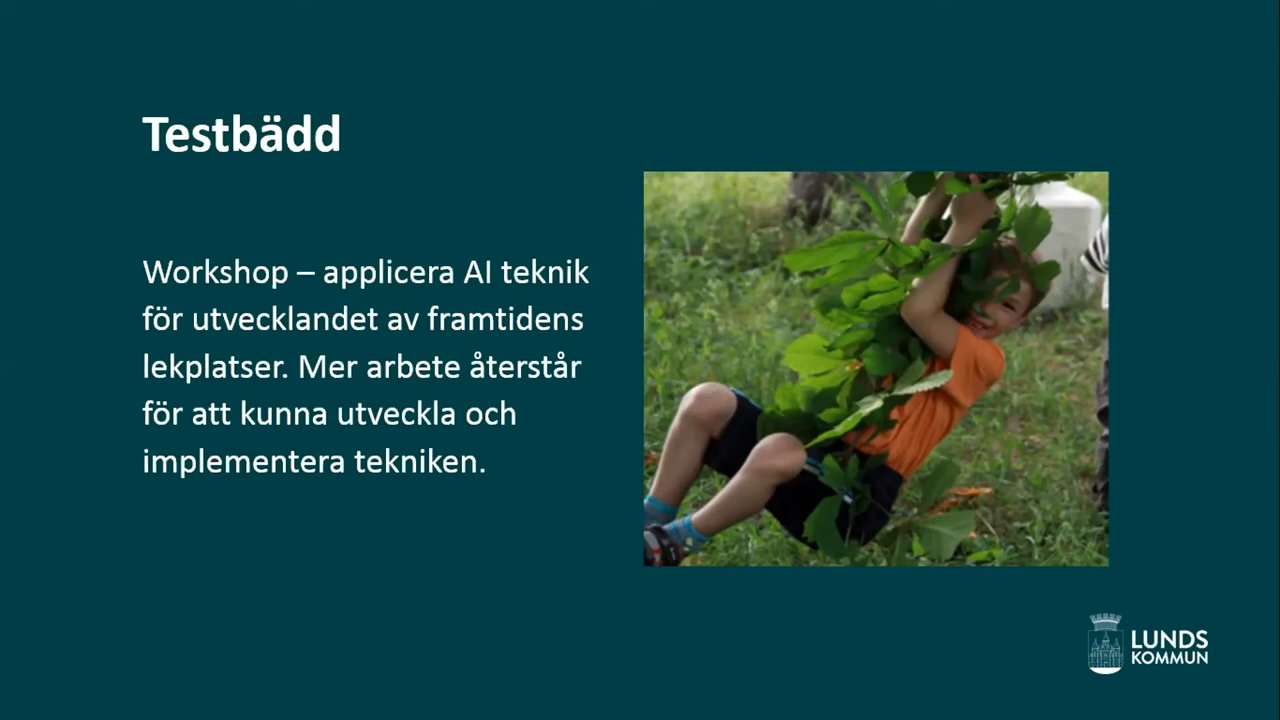 Testbädd
Workshop – applicera AI teknik
för utvecklandet av framtidens
lekplatser. Mer arbete återstår
för att kunna utveckla och
implementera tekniken.
LUNDS
KOMMUN